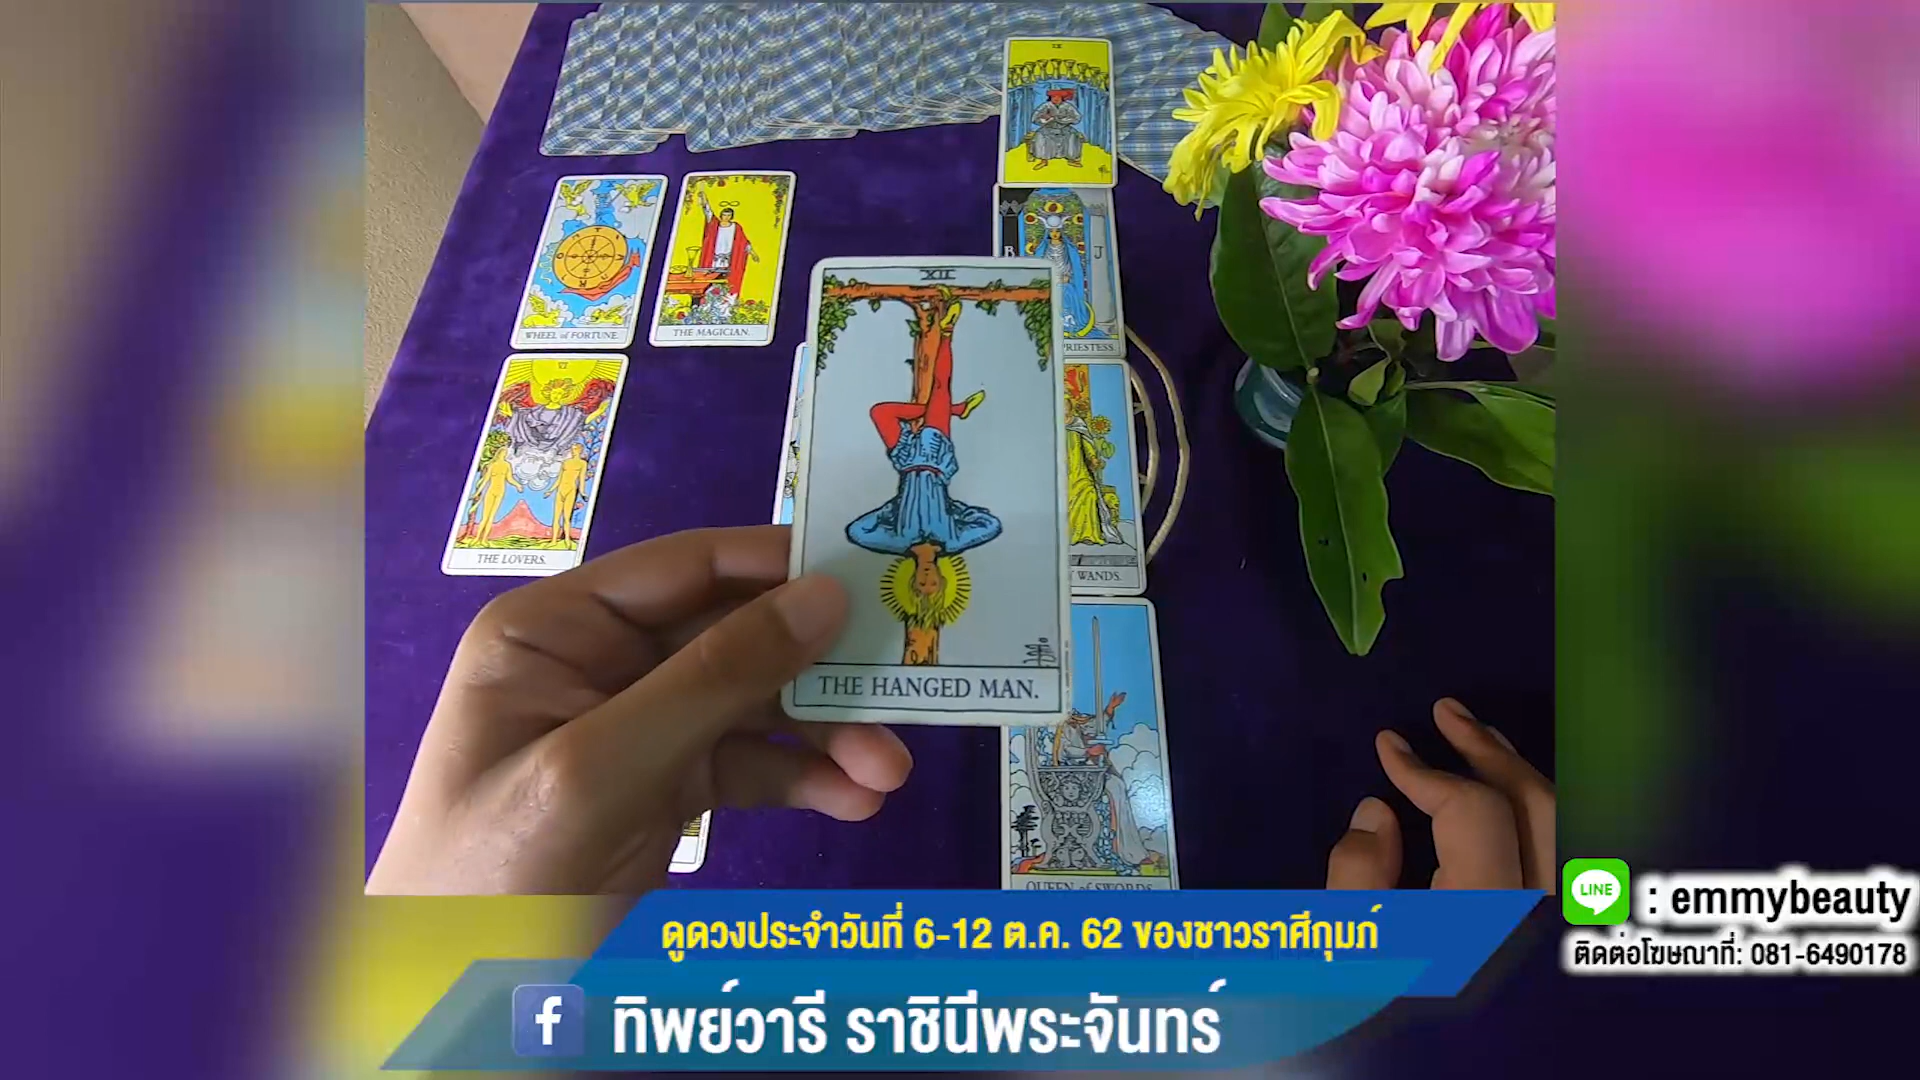 IX
WHEEL of FORTUNE.
I
THE MAGICIAN.
B
J
PRIESTESS.
VI
THE LOVERS.
XII
THE HANGED MAN.
WANDS.
QUEEN of SWORDS
LINE : emmybeauty
ติดต่อโฆษณาที่: 081-6490178
ดูดวงประจำวันที่ 6-12 ต.ค. 62 ของชาวราศีกุมภ์
f ทิพย์วารี ราชินีพระจันทร์